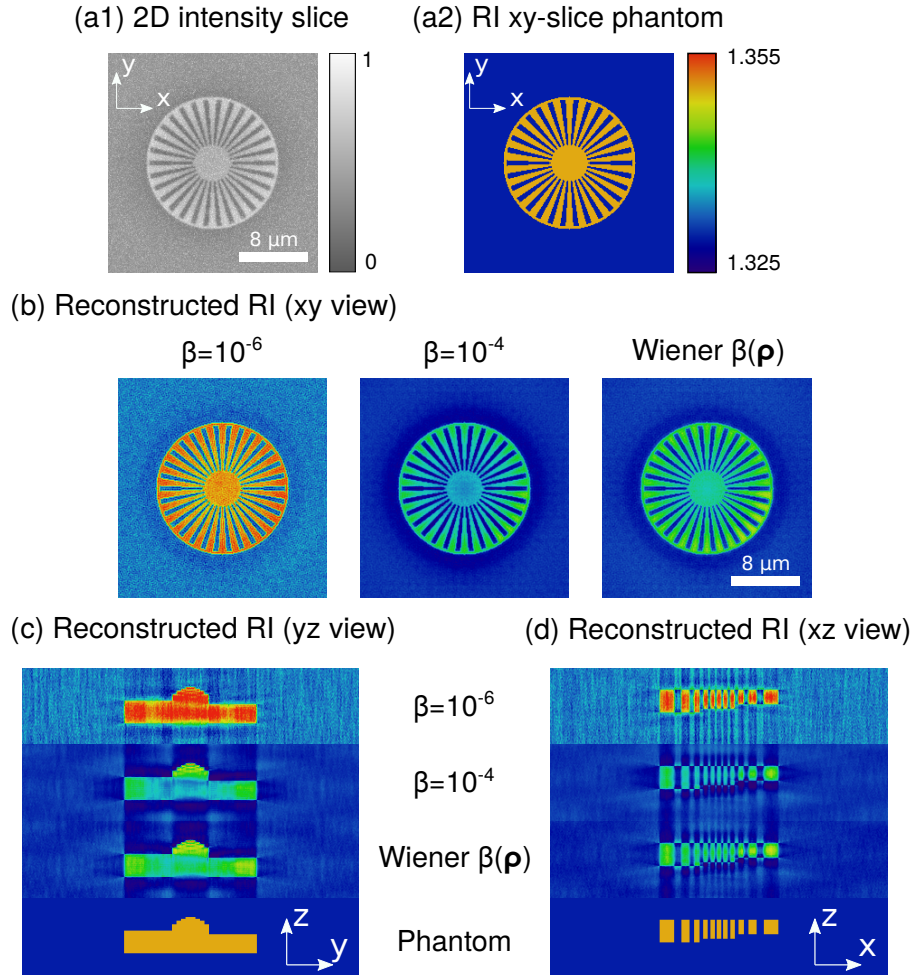 (a1) 2D intensity slice
(a2) RI xy-slice phantom
y
x
1
0
8 μm
y
x
1.355
1.325
(b) Reconstructed RI (xy view)
β=10⁻⁶
β=10⁻⁴
Wiener β(ρ)
8 μm
(c) Reconstructed RI (yz view)
(d) Reconstructed RI (xz view)
β=10⁻⁶
β=10⁻⁴
Wiener β(ρ)
Phantom
z
y
z
x